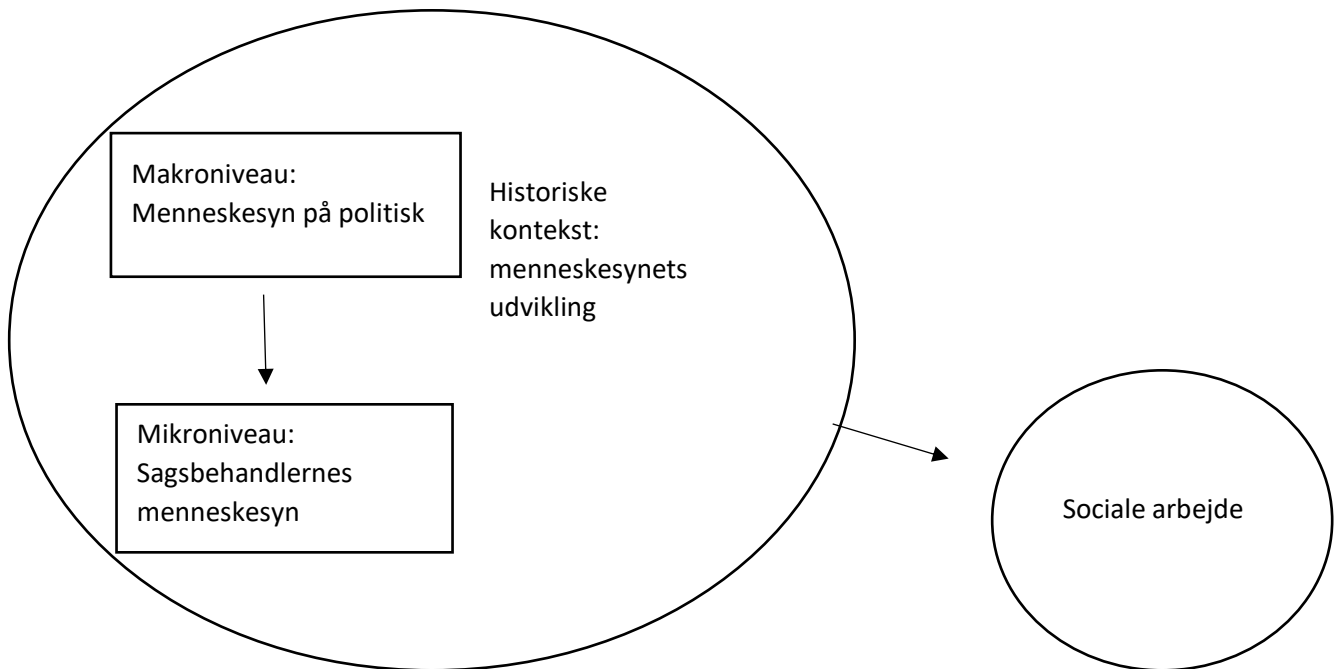 Makroniveau:
Menneskesyn på politisk
Historiske
kontekst:
menneskesynets
udvikling
Mikroniveau:
Sagsbehandlernes
menneskesyn
Sociale arbejde